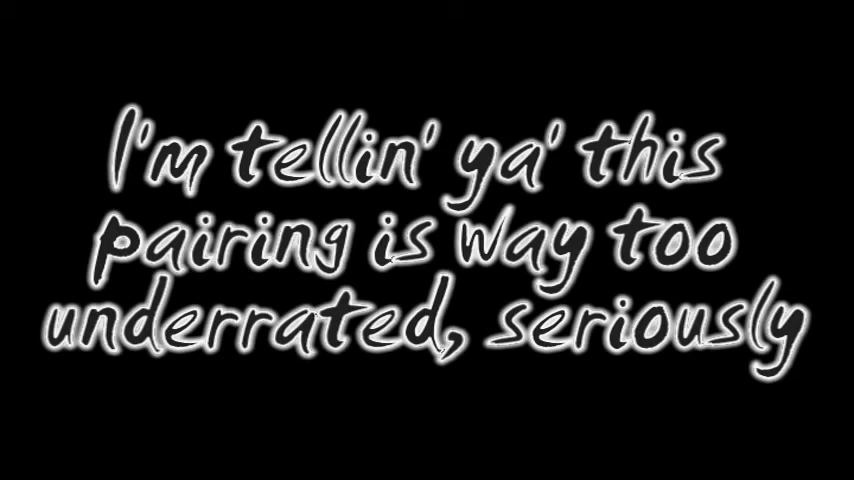 I'm tellin' ya' this
pairing is way too
underrated, seriously